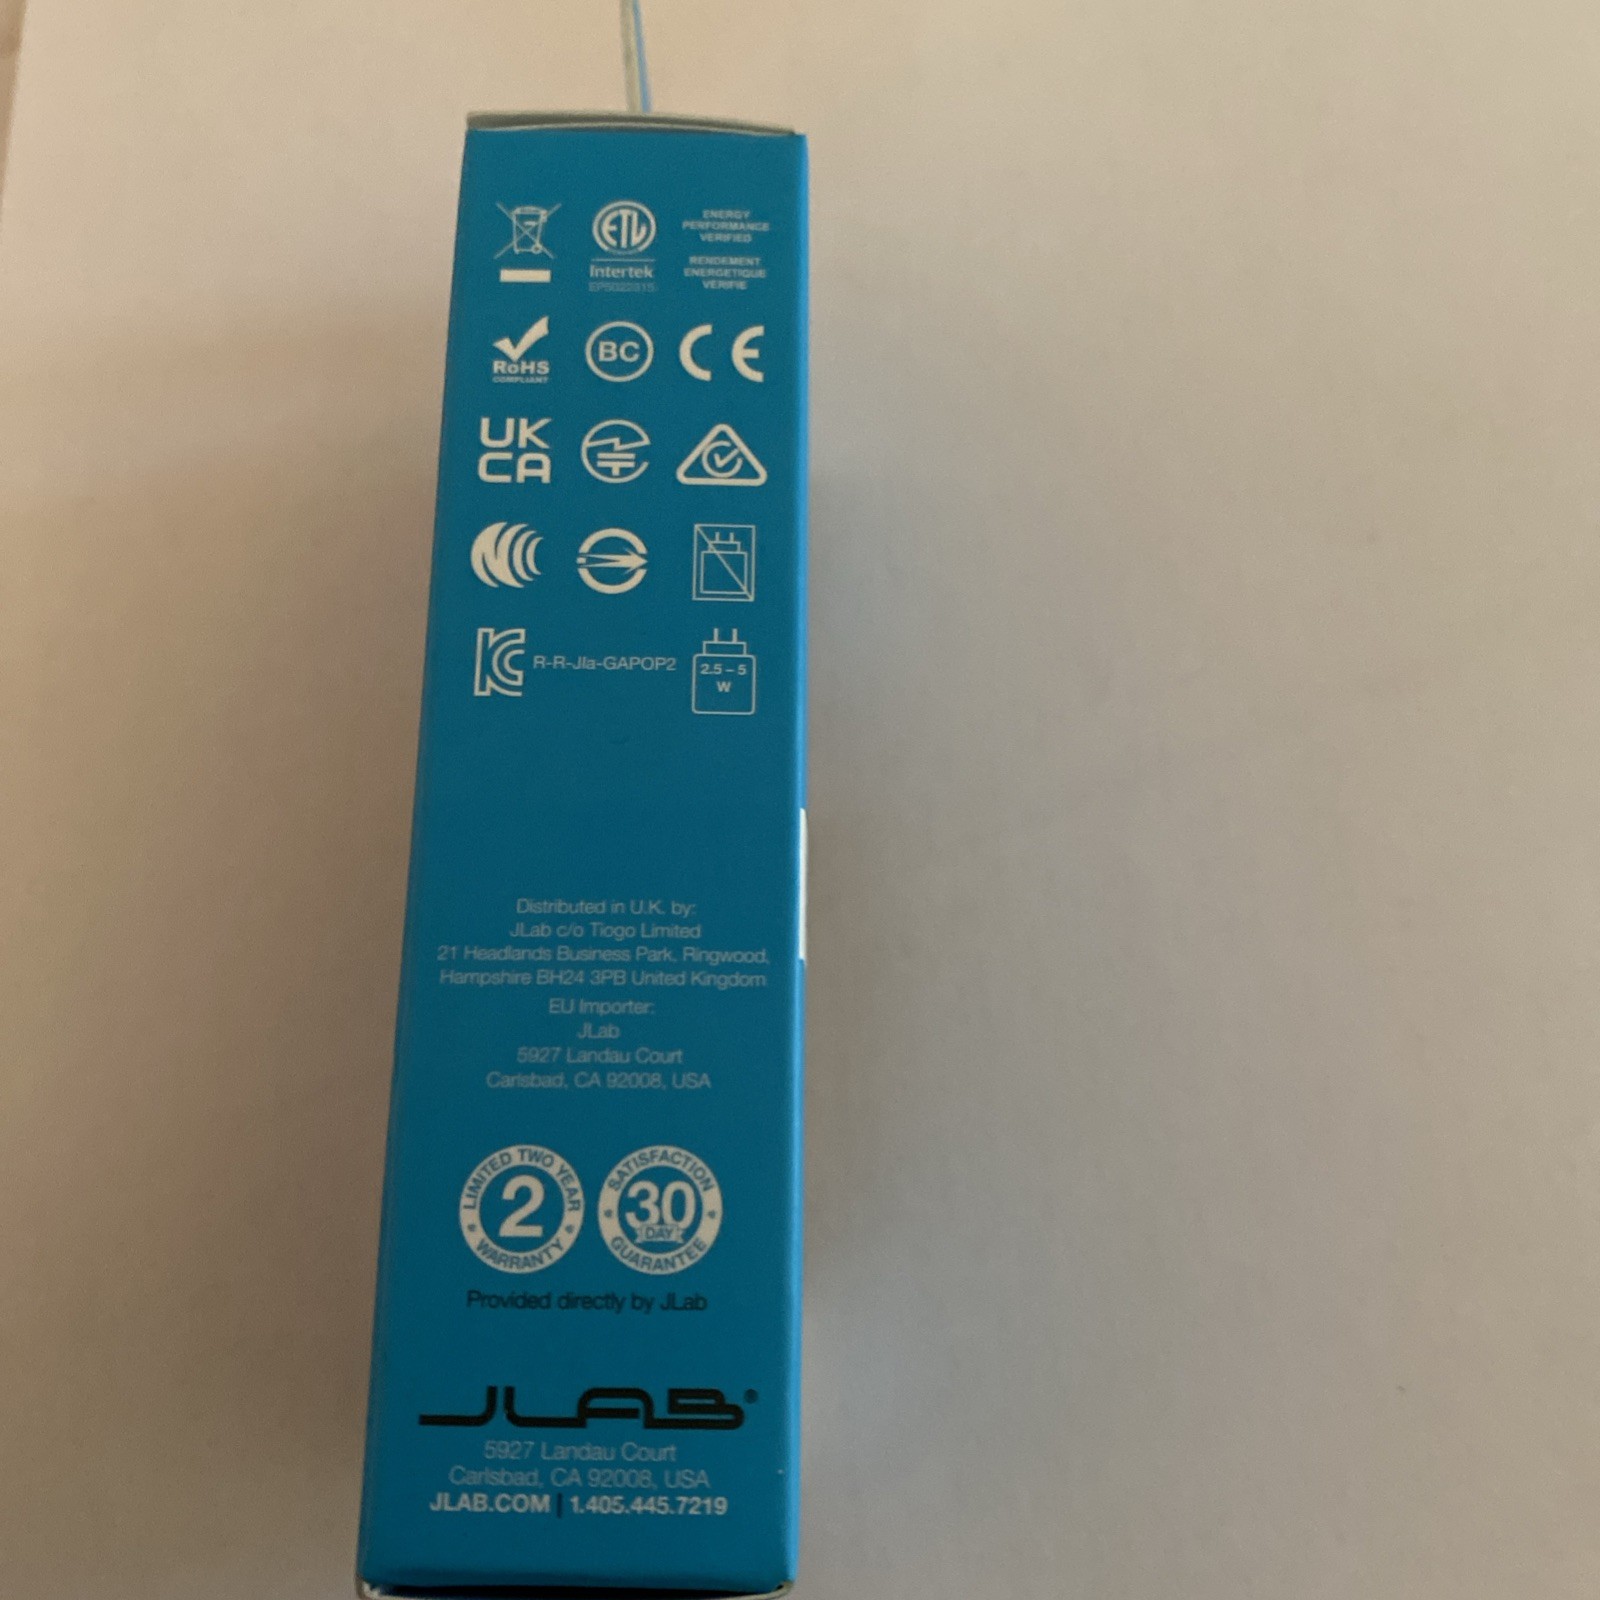 ETL
Intertek
ENERGY
PERFORMANCE
VERIFIED
RENDEMENT
ENERGETIQUE
VERIFIE
RoHS
COMPLIANT
BC
CE
UK
CA
R-R-Jla-GAPOP2
2.5 – 5
W
Distributed in U.K. by:
JLab c/o Tiogo Limited
21 Headlands Business Park, Ringwood,
Hampshire BH24 3PB United Kingdom
EU Importer:
JLab
5927 Landau Court
Carlsbad, CA 92008, USA
LIMITED TWO YEAR
2
WARRANTY
SATISFACTION
30
DAY
GUARANTEE
Provided directly by JLab
JLAB®
5927 Landau Court
Carlsbad, CA 92008, USA
JLAB.COM | 1.405.445.7219